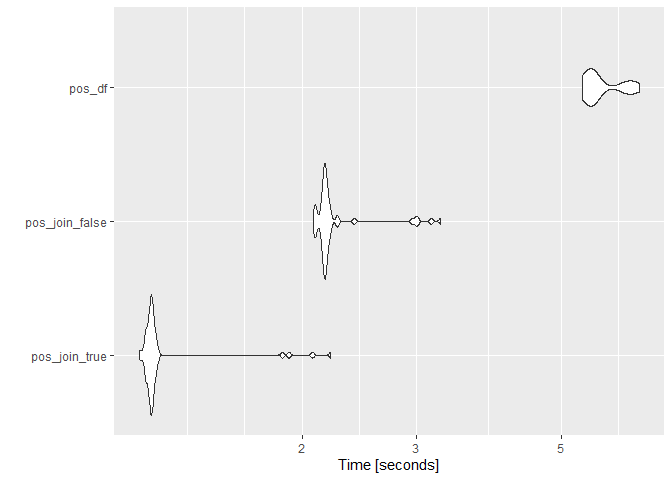 pos_df
pos_join_false
pos_join_true
2 3 5
Time [seconds]